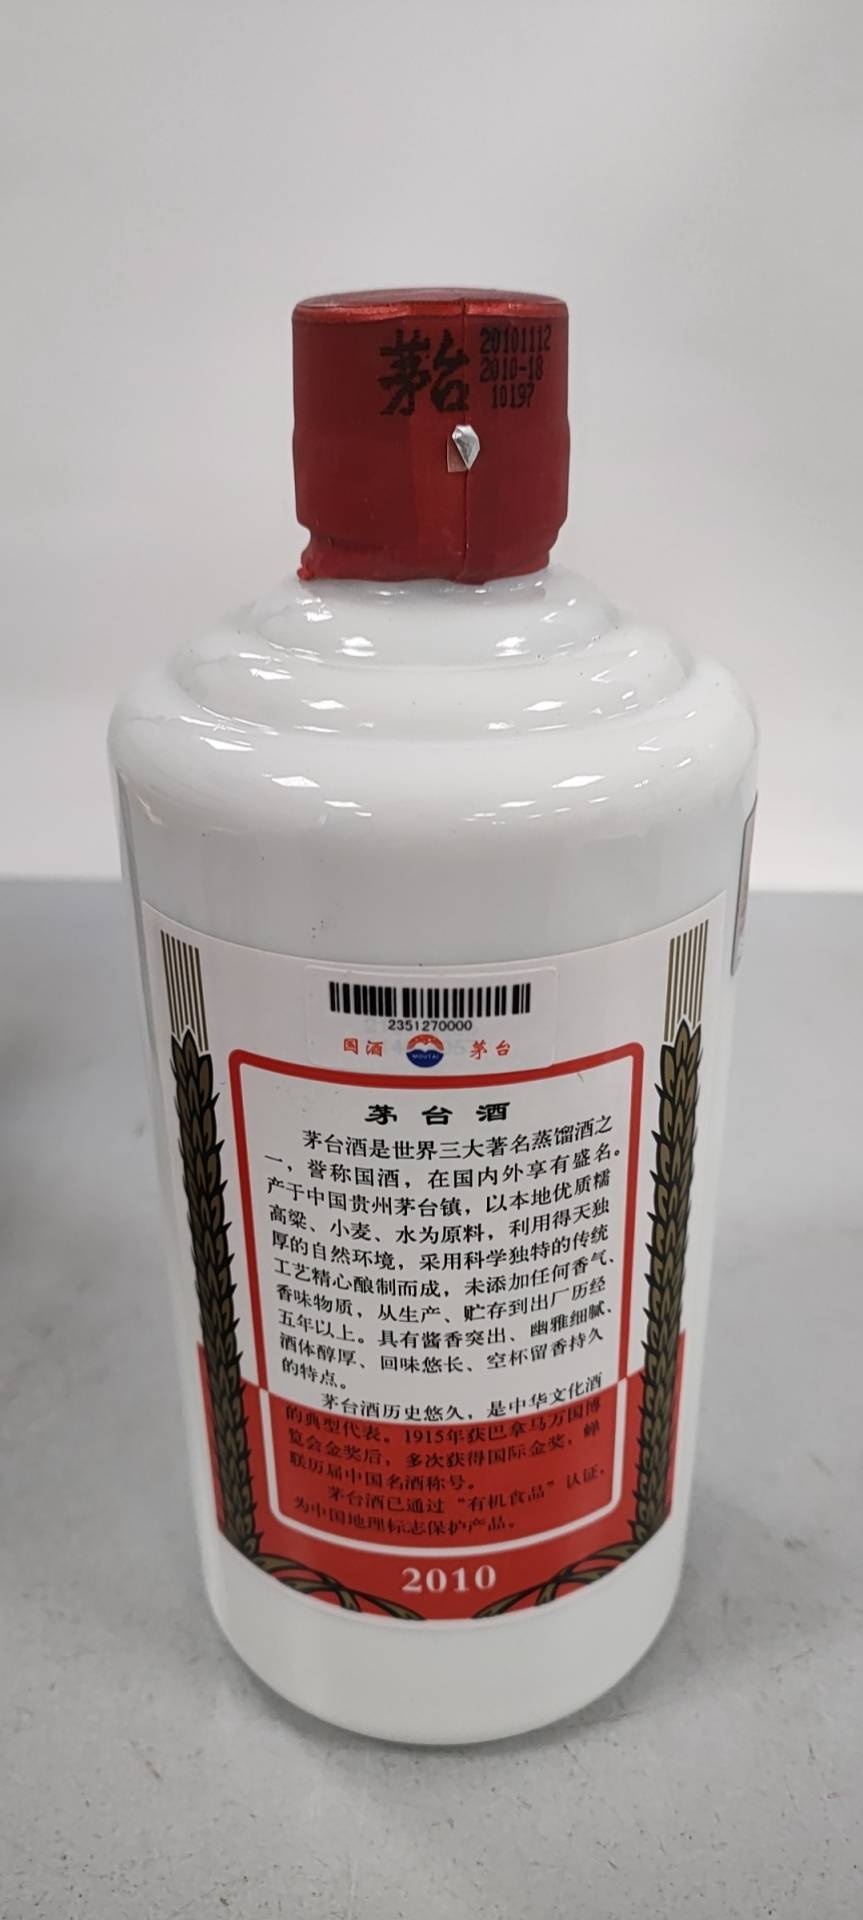 茅台
20101112
2010-18
10197
2351270000
国酒 MOUTAI 茅台
茅台酒
茅台酒是世界三大著名蒸馏酒之
一，誉称国酒，在国内外享有盛名。
产于中国贵州茅台镇，以本地优质糯
高粱、小麦、水为原料，利用得天独
厚的自然环境，采用科学独特的传统
工艺精心酿制而成，未添加任何香气、
香味物质，从生产、贮存到出厂历经
五年以上。具有酱香突出、幽雅细腻、
酒体醇厚、回味悠长、空杯留香持久
的特点。
茅台酒历史悠久，是中华文化酒
的典型代表。1915年获巴拿马万国博
览会金奖后，多次获得国际金奖，蝉
联历届中国名酒称号。
茅台酒已通过“有机食品”认证，
为中国地理标志保护产品。
2010